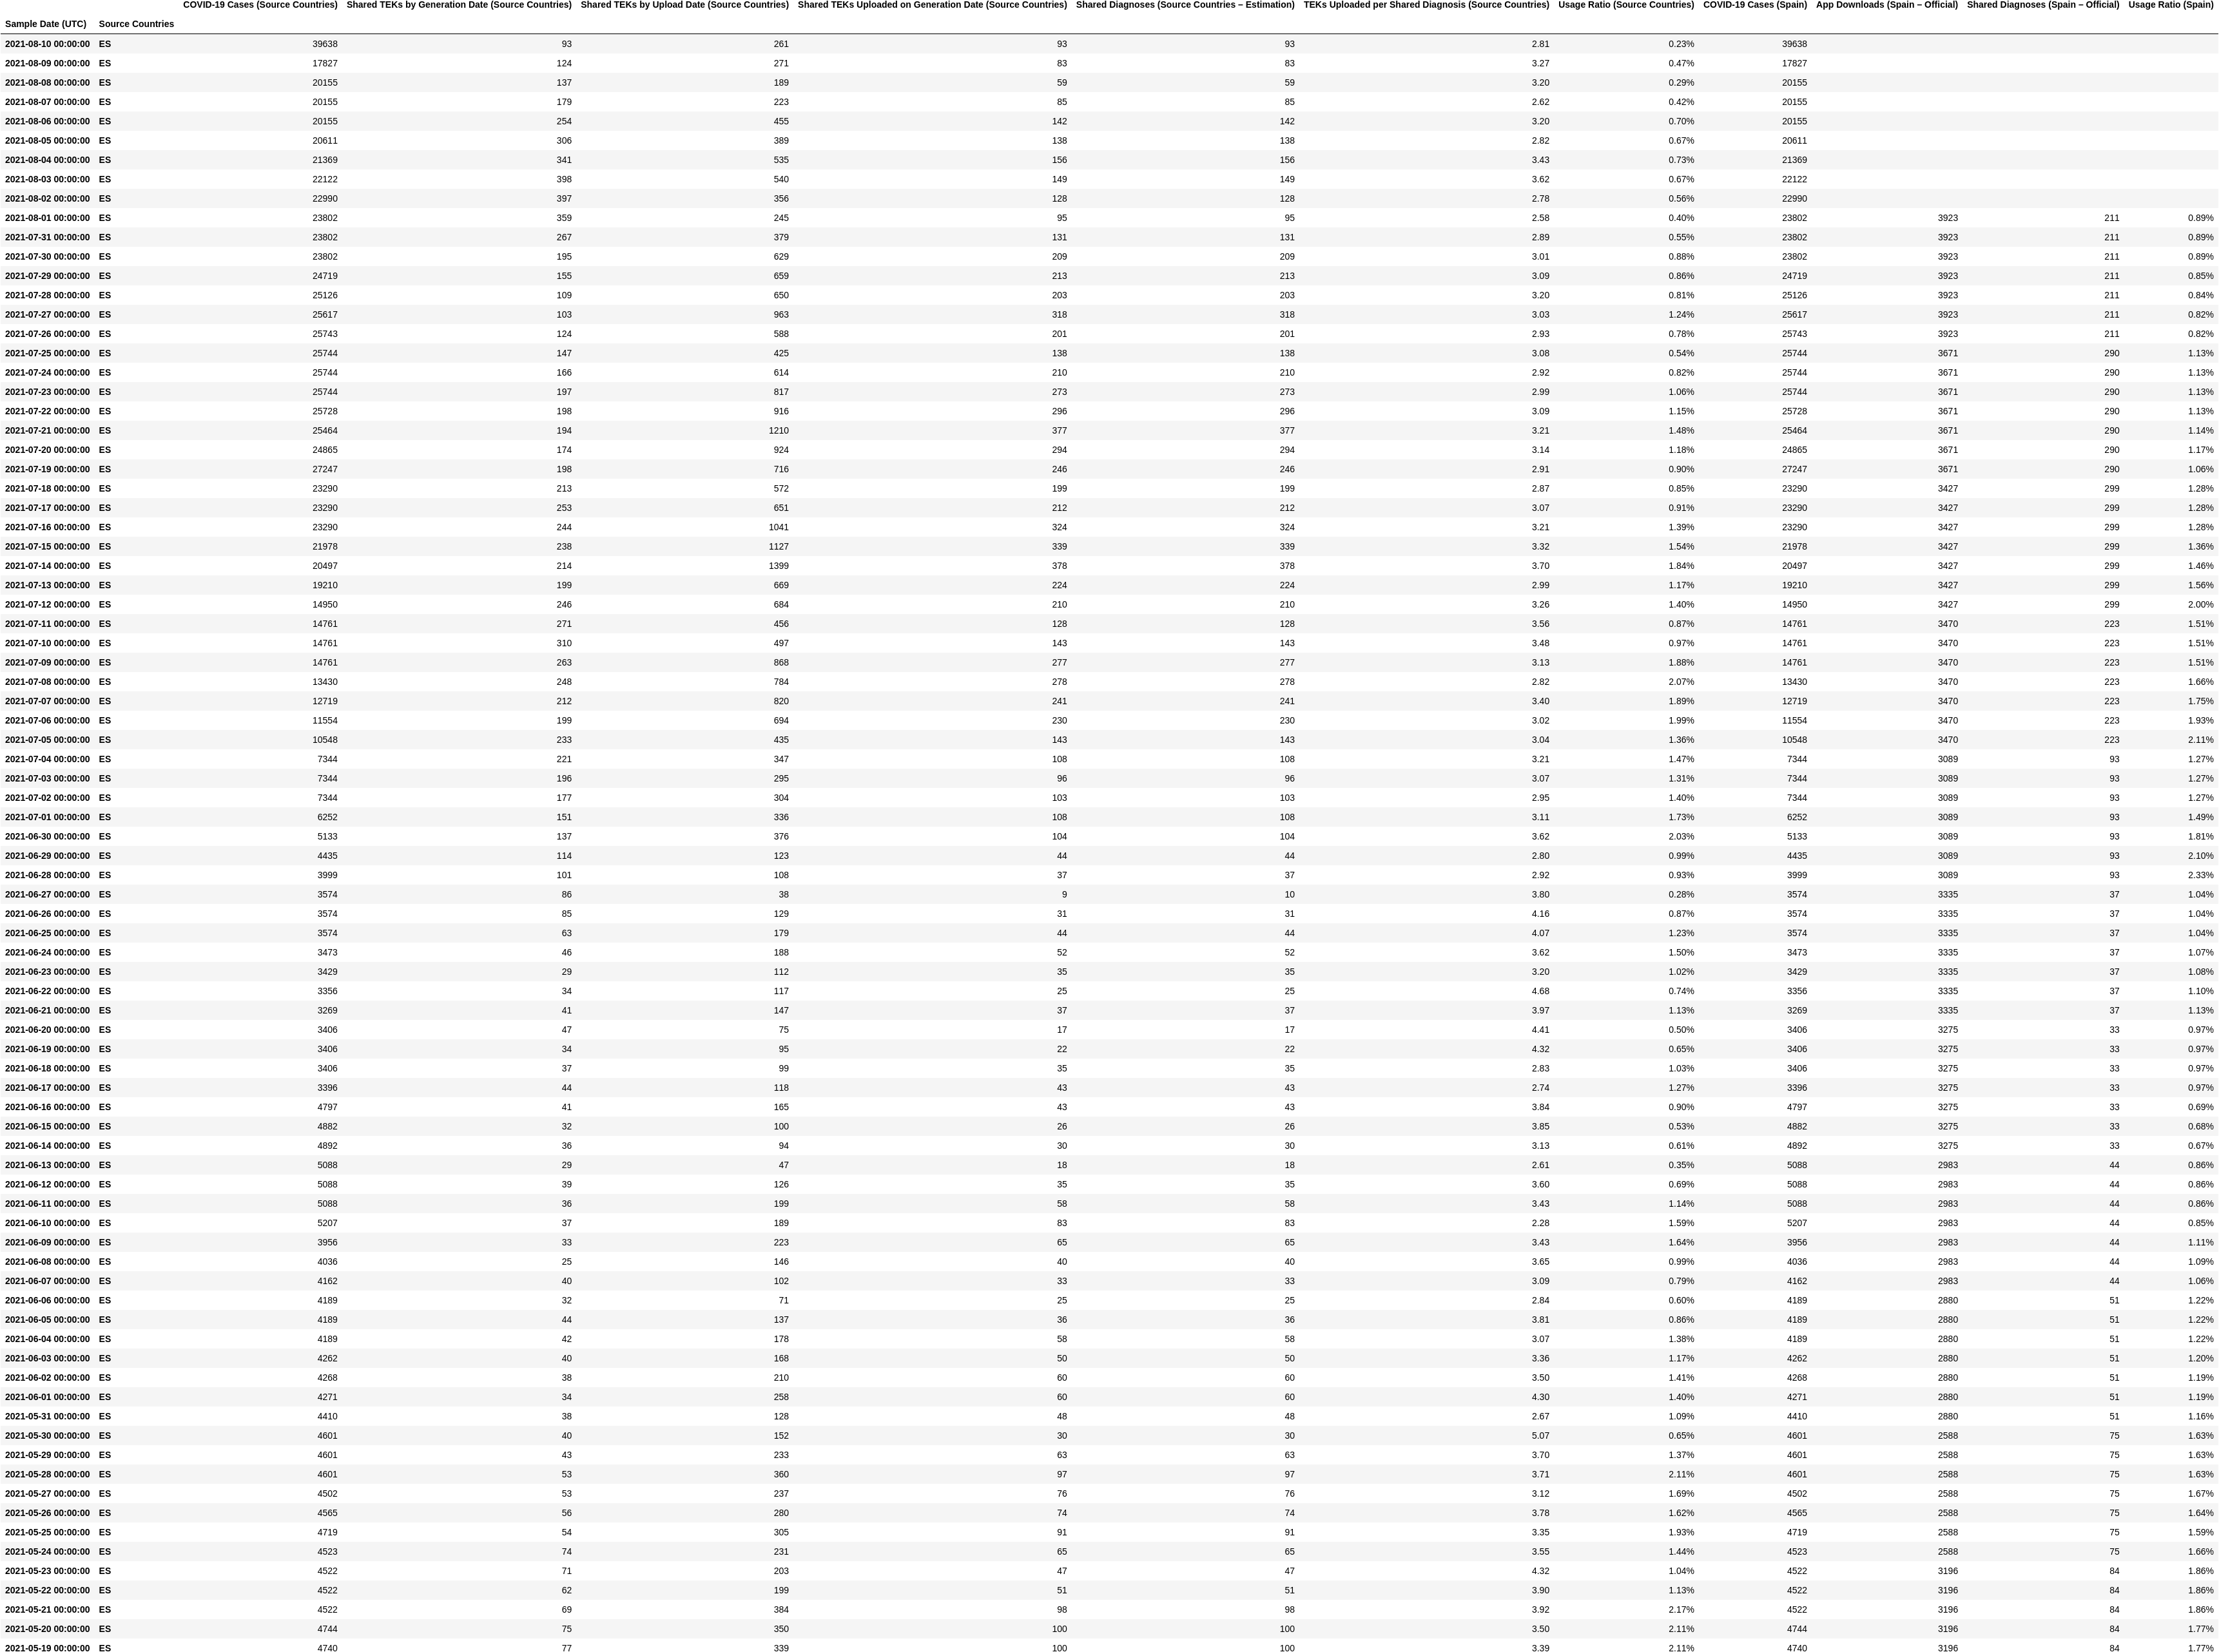 COVID-19 Cases (Source Countries) Shared TEKs by Generation Date (Source Countries) Shared TEKs by Upload Date (Source Countries) Shared TEKs Uploaded on Generation Date (Source Countries) Shared Diagnoses (Source Countries – Estimation) TEKs Uploaded per Shared Diagnosis (Source Countries) Usage Ratio (Source Countries) COVID-19 Cases (Spain) App Downloads (Spain – Official) Shared Diagnoses (Spain – Official) Usage Ratio (Spain)
Sample Date (UTC) Source Countries
2021-08-10 00:00:00 ES 39638 93 261 93 93 2.81 0.23% 39638
2021-08-09 00:00:00 ES 17827 124 271 83 83 3.27 0.47% 17827
2021-08-08 00:00:00 ES 20155 137 189 59 59 3.20 0.29% 20155
2021-08-07 00:00:00 ES 20155 179 223 85 85 2.62 0.42% 20155
2021-08-06 00:00:00 ES 20155 254 455 142 142 3.20 0.70% 20155
2021-08-05 00:00:00 ES 20611 306 389 138 138 2.82 0.67% 20611
2021-08-04 00:00:00 ES 21369 341 535 156 156 3.43 0.73% 21369
2021-08-03 00:00:00 ES 22122 398 540 149 149 3.62 0.67% 22122
2021-08-02 00:00:00 ES 22990 397 356 128 128 2.78 0.56% 22990
2021-08-01 00:00:00 ES 23802 359 245 95 95 2.58 0.40% 23802 3923 211 0.89%
2021-07-31 00:00:00 ES 23802 267 379 131 131 2.89 0.55% 23802 3923 211 0.89%
2021-07-30 00:00:00 ES 23802 195 629 209 209 3.01 0.88% 23802 3923 211 0.89%
2021-07-29 00:00:00 ES 24719 155 659 213 213 3.09 0.86% 24719 3923 211 0.85%
2021-07-28 00:00:00 ES 25126 109 650 203 203 3.20 0.81% 25126 3923 211 0.84%
2021-07-27 00:00:00 ES 25617 103 963 318 318 3.03 1.24% 25617 3923 211 0.82%
2021-07-26 00:00:00 ES 25743 124 588 201 201 2.93 0.78% 25743 3923 211 0.82%
2021-07-25 00:00:00 ES 25744 147 425 138 138 3.08 0.54% 25744 3671 290 1.13%
2021-07-24 00:00:00 ES 25744 166 614 210 210 2.92 0.82% 25744 3671 290 1.13%
2021-07-23 00:00:00 ES 25744 197 817 273 273 2.99 1.06% 25744 3671 290 1.13%
2021-07-22 00:00:00 ES 25728 198 916 296 296 3.09 1.15% 25728 3671 290 1.13%
2021-07-21 00:00:00 ES 25464 194 1210 377 377 3.21 1.48% 25464 3671 290 1.14%
2021-07-20 00:00:00 ES 24865 174 924 294 294 3.14 1.18% 24865 3671 290 1.17%
2021-07-19 00:00:00 ES 27247 198 716 246 246 2.91 0.90% 27247 3671 290 1.06%
2021-07-18 00:00:00 ES 23290 213 572 199 199 2.87 0.85% 23290 3427 299 1.28%
2021-07-17 00:00:00 ES 23290 253 651 212 212 3.07 0.91% 23290 3427 299 1.28%
2021-07-16 00:00:00 ES 23290 244 1041 324 324 3.21 1.39% 23290 3427 299 1.28%
2021-07-15 00:00:00 ES 21978 238 1127 339 339 3.32 1.54% 21978 3427 299 1.36%
2021-07-14 00:00:00 ES 20497 214 1399 378 378 3.70 1.84% 20497 3427 299 1.46%
2021-07-13 00:00:00 ES 19210 199 669 224 224 2.99 1.17% 19210 3427 299 1.56%
2021-07-12 00:00:00 ES 14950 246 684 210 210 3.26 1.40% 14950 3427 299 2.00%
2021-07-11 00:00:00 ES 14761 271 456 128 128 3.56 0.87% 14761 3470 223 1.51%
2021-07-10 00:00:00 ES 14761 310 497 143 143 3.48 0.97% 14761 3470 223 1.51%
2021-07-09 00:00:00 ES 14761 263 868 277 277 3.13 1.88% 14761 3470 223 1.51%
2021-07-08 00:00:00 ES 13430 248 784 278 278 2.82 2.07% 13430 3470 223 1.66%
2021-07-07 00:00:00 ES 12719 212 820 241 241 3.40 1.89% 12719 3470 223 1.75%
2021-07-06 00:00:00 ES 11554 199 694 230 230 3.02 1.99% 11554 3470 223 1.93%
2021-07-05 00:00:00 ES 10548 233 435 143 143 3.04 1.36% 10548 3470 223 2.11%
2021-07-04 00:00:00 ES 7344 221 347 108 108 3.21 1.47% 7344 3089 93 1.27%
2021-07-03 00:00:00 ES 7344 196 295 96 96 3.07 1.31% 7344 3089 93 1.27%
2021-07-02 00:00:00 ES 7344 177 304 103 103 2.95 1.40% 7344 3089 93 1.27%
2021-07-01 00:00:00 ES 6252 151 336 108 108 3.11 1.73% 6252 3089 93 1.49%
2021-06-30 00:00:00 ES 5133 137 376 104 104 3.62 2.03% 5133 3089 93 1.81%
2021-06-29 00:00:00 ES 4435 114 123 44 44 2.80 0.99% 4435 3089 93 2.10%
2021-06-28 00:00:00 ES 3999 101 108 37 37 2.92 0.93% 3999 3089 93 2.33%
2021-06-27 00:00:00 ES 3574 86 38 9 10 3.80 0.28% 3574 3335 37 1.04%
2021-06-26 00:00:00 ES 3574 85 129 31 31 4.16 0.87% 3574 3335 37 1.04%
2021-06-25 00:00:00 ES 3574 63 179 44 44 4.07 1.23% 3574 3335 37 1.04%
2021-06-24 00:00:00 ES 3473 46 188 52 52 3.62 1.50% 3473 3335 37 1.07%
2021-06-23 00:00:00 ES 3429 29 112 35 35 3.20 1.02% 3429 3335 37 1.08%
2021-06-22 00:00:00 ES 3356 34 117 25 25 4.68 0.74% 3356 3335 37 1.10%
2021-06-21 00:00:00 ES 3269 41 147 37 37 3.97 1.13% 3269 3335 37 1.13%
2021-06-20 00:00:00 ES 3406 47 75 17 17 4.41 0.50% 3406 3275 33 0.97%
2021-06-19 00:00:00 ES 3406 34 95 22 22 4.32 0.65% 3406 3275 33 0.97%
2021-06-18 00:00:00 ES 3406 37 99 35 35 2.83 1.03% 3406 3275 33 0.97%
2021-06-17 00:00:00 ES 3396 44 118 43 43 2.74 1.27% 3396 3275 33 0.97%
2021-06-16 00:00:00 ES 4797 41 165 43 43 3.84 0.90% 4797 3275 33 0.69%
2021-06-15 00:00:00 ES 4882 32 100 26 26 3.85 0.53% 4882 3275 33 0.68%
2021-06-14 00:00:00 ES 4892 36 94 30 30 3.13 0.61% 4892 3275 33 0.67%
2021-06-13 00:00:00 ES 5088 29 47 18 18 2.61 0.35% 5088 2983 44 0.86%
2021-06-12 00:00:00 ES 5088 39 126 35 35 3.60 0.69% 5088 2983 44 0.86%
2021-06-11 00:00:00 ES 5088 36 199 58 58 3.43 1.14% 5088 2983 44 0.86%
2021-06-10 00:00:00 ES 5207 37 189 83 83 2.28 1.59% 5207 2983 44 0.85%
2021-06-09 00:00:00 ES 3956 33 223 65 65 3.43 1.64% 3956 2983 44 1.11%
2021-06-08 00:00:00 ES 4036 25 146 40 40 3.65 0.99% 4036 2983 44 1.09%
2021-06-07 00:00:00 ES 4162 40 102 33 33 3.09 0.79% 4162 2983 44 1.06%
2021-06-06 00:00:00 ES 4189 32 71 25 25 2.84 0.60% 4189 2880 51 1.22%
2021-06-05 00:00:00 ES 4189 44 137 36 36 3.81 0.86% 4189 2880 51 1.22%
2021-06-04 00:00:00 ES 4189 42 178 58 58 3.07 1.38% 4189 2880 51 1.22%
2021-06-03 00:00:00 ES 4262 40 168 50 50 3.36 1.17% 4262 2880 51 1.20%
2021-06-02 00:00:00 ES 4268 38 210 60 60 3.50 1.41% 4268 2880 51 1.19%
2021-06-01 00:00:00 ES 4271 34 258 60 60 4.30 1.40% 4271 2880 51 1.19%
2021-05-31 00:00:00 ES 4410 38 128 48 48 2.67 1.09% 4410 2880 51 1.16%
2021-05-30 00:00:00 ES 4601 40 152 30 30 5.07 0.65% 4601 2588 75 1.63%
2021-05-29 00:00:00 ES 4601 43 233 63 63 3.70 1.37% 4601 2588 75 1.63%
2021-05-28 00:00:00 ES 4601 53 360 97 97 3.71 2.11% 4601 2588 75 1.63%
2021-05-27 00:00:00 ES 4502 53 237 76 76 3.12 1.69% 4502 2588 75 1.67%
2021-05-26 00:00:00 ES 4565 56 280 74 74 3.78 1.62% 4565 2588 75 1.64%
2021-05-25 00:00:00 ES 4719 54 305 91 91 3.35 1.93% 4719 2588 75 1.59%
2021-05-24 00:00:00 ES 4523 74 231 65 65 3.55 1.44% 4523 2588 75 1.66%
2021-05-23 00:00:00 ES 4522 71 203 47 47 4.32 1.04% 4522 3196 84 1.86%
2021-05-22 00:00:00 ES 4522 62 199 51 51 3.90 1.13% 4522 3196 84 1.86%
2021-05-21 00:00:00 ES 4522 69 384 98 98 3.92 2.17% 4522 3196 84 1.86%
2021-05-20 00:00:00 ES 4744 75 350 100 100 3.50 2.11% 4744 3196 84 1.77%
2021-05-19 00:00:00 ES 4740 77 339 100 100 3.39 2.11% 4740 3196 84 1.77%